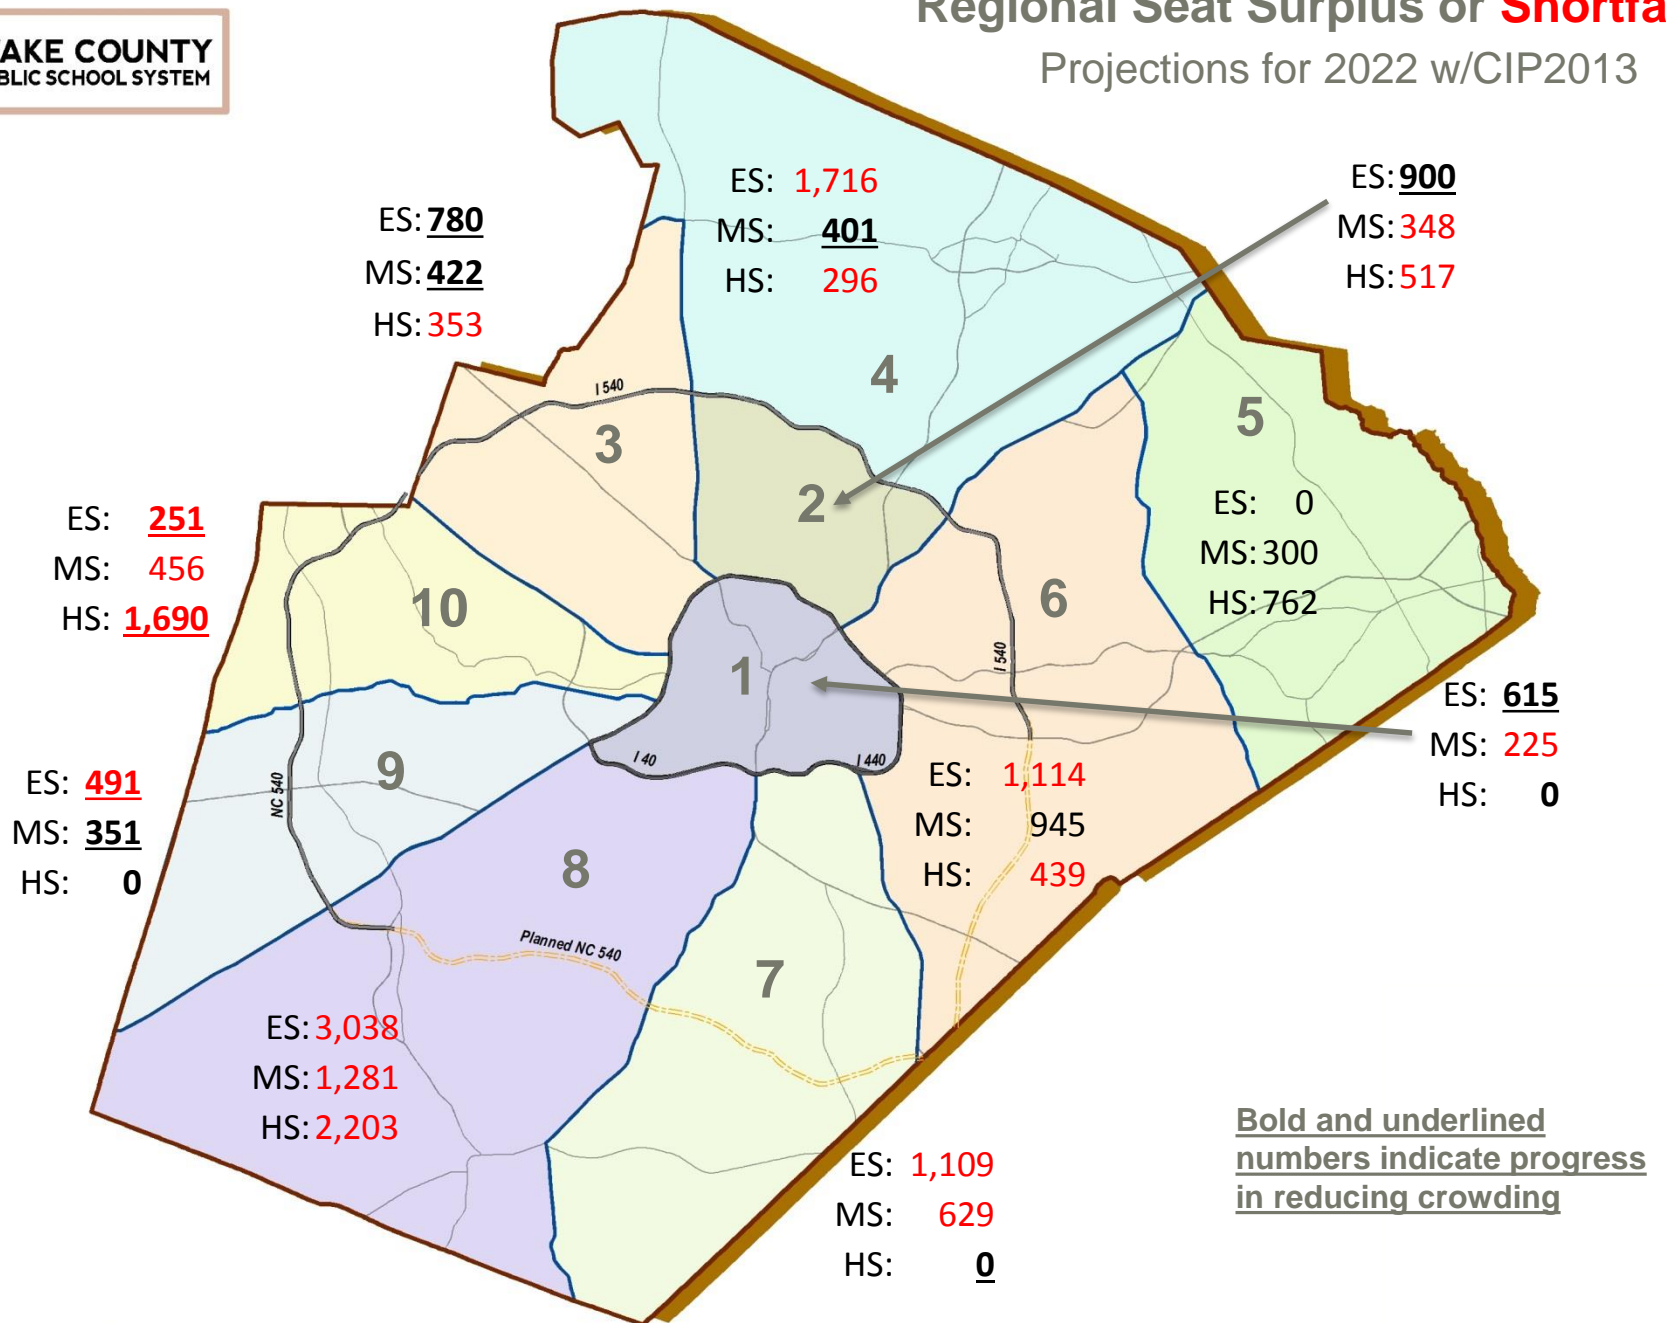 Regional Seat Surplus or
Projections for 2022 w/CIP2013
COUNTY
SCHOOL SYSTEM
ES: 780
MS: 422
HS: 353
ES: 1,716
MS: 401
HS: 296
ES: 900
MS: 348
HS: 517
I 540
4
3
5
2
ES: 0
MS: 300
HS: 762
ES: 251
MS: 456
HS: 1,690
10
6
1
I 540
ES: 615
MS: 225
HS: 0
ES: 491
MS: 351
HS: 0
9
NC 540
I 40
I 440
ES: 1,114
MS: 945
HS: 439
8
Planned NC 540
7
ES: 3,038
MS: 1,281
HS: 2,203
ES: 1,109
MS: 629
HS: 0
Bold and underlined
numbers indicate progress
in reducing crowding